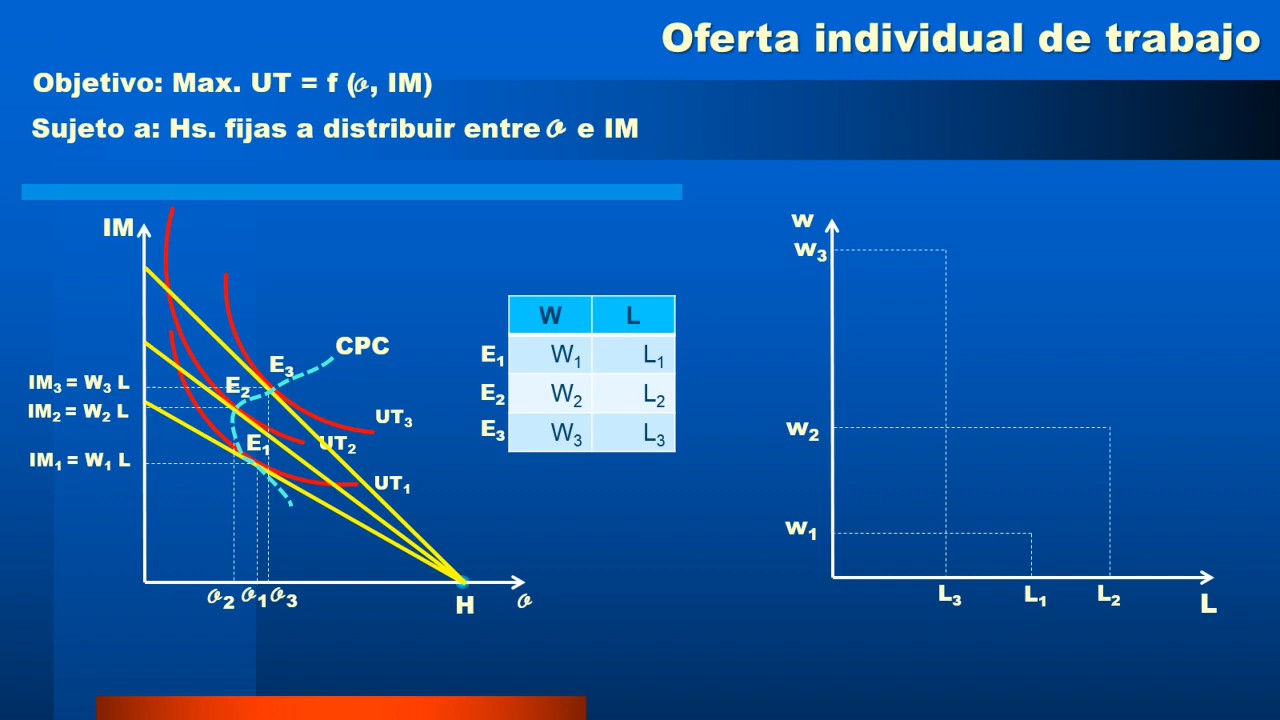 Oferta individual de trabajo
Objetivo: Max. UT = f (ℴ, IM)
Sujeto a: Hs. fijas a distribuir entre ℴ e IM
IM
CPC
E₃
E₂
E₁
IM₃ = W₃ L
IM₂ = W₂ L
IM₁ = W₁ L
UT₃
UT₂
UT₁
ℴ₂ ℴ₁ ℴ₃
H
ℴ
W L
E₁ W₁ L₁
E₂ W₂ L₂
E₃ W₃ L₃
w
w₃
w₂
w₁
L₃ L₁ L₂
L